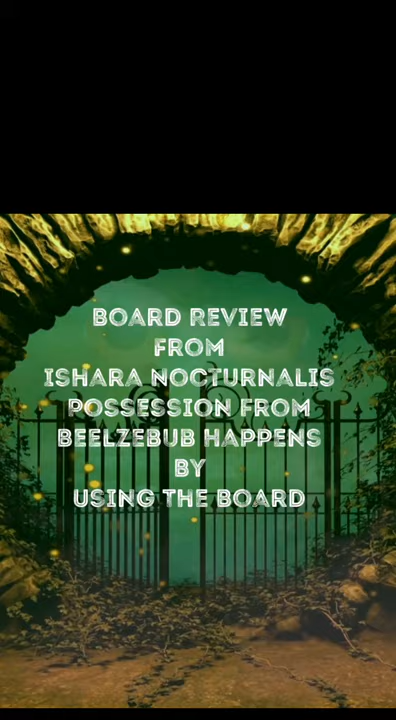 BOARD REVIEW
FROM
ISHARA NOCTURNALIS
POSSESSION FROM
BEELZEBUB HAPPENS
BY
USING THE BOARD